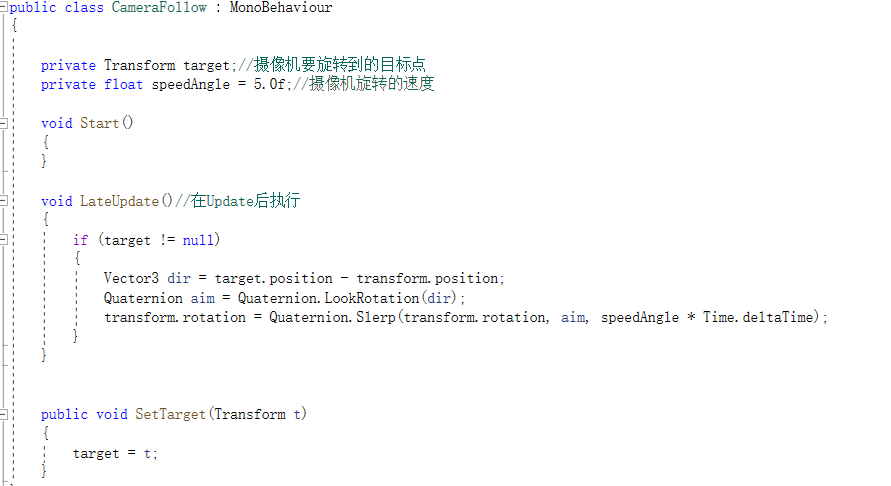 public class CameraFollow : MonoBehaviour
{
private Transform target;//摄像机要旋转到的目标点
private float speedAngle = 5.0f;//摄像机旋转的速度
void Start()
{
}
void LateUpdate()//在Update后执行
{
if (target != null)
{
Vector3 dir = target.position - transform.position;
Quaternion aim = Quaternion.LookRotation(dir);
transform.rotation = Quaternion.Slerp(transform.rotation, aim, speedAngle * Time.deltaTime);
}
}
public void SetTarget(Transform t)
{
target = t;
}